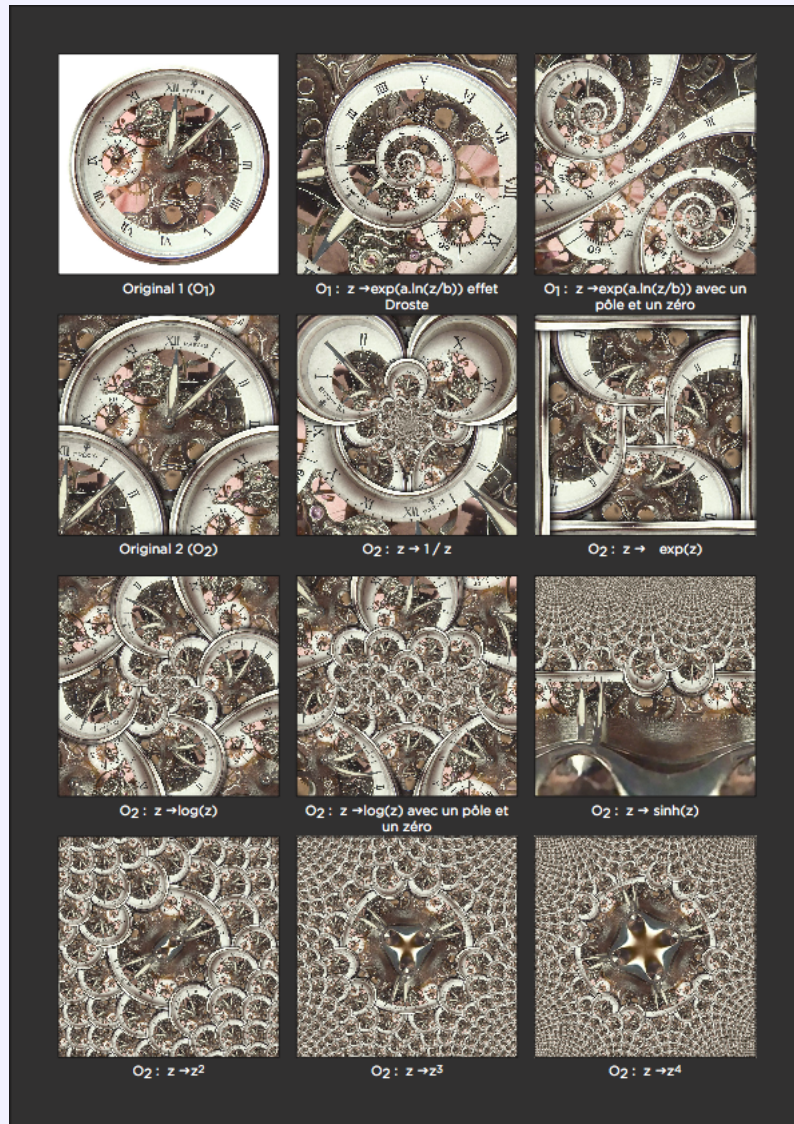 Original 1 (O1)
O1 : z →exp(a.ln(z/b)) effet
Droste
O1 : z →exp(a.ln(z/b)) avec un
pôle et un zéro
Original 2 (O2)
O2 : z → 1 / z
O2 : z → exp(z)
O2 : z →log(z)
O2 : z →log(z) avec un pôle et
un zéro
O2 : z → sinh(z)
O2 : z →z2
O2 : z →z3
O2 : z →z4